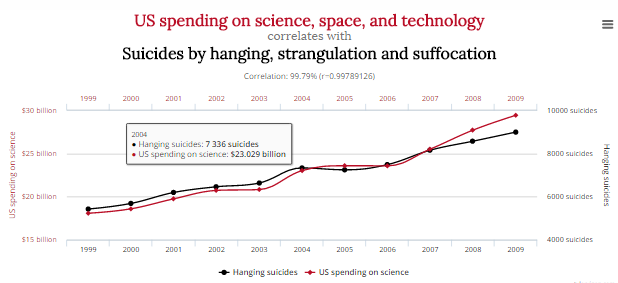 US spending on science, space, and technology
correlates with
Suicides by hanging, strangulation and suffocation
Correlation: 99.79% (r=0.99789126)
1999 2000 2001 2002 2003 2004 2005 2006 2007 2008 2009
$30 billion 10000 suicides
2004
Hanging suicides: 7 336 suicides
US spending on science: $23.029 billion
$25 billion 8000 suicides
US spending on science
Hanging suicides
$20 billion 6000 suicides
$15 billion 4000 suicides
1999 2000 2001 2002 2003 2004 2005 2006 2007 2008 2009
Hanging suicides US spending on science